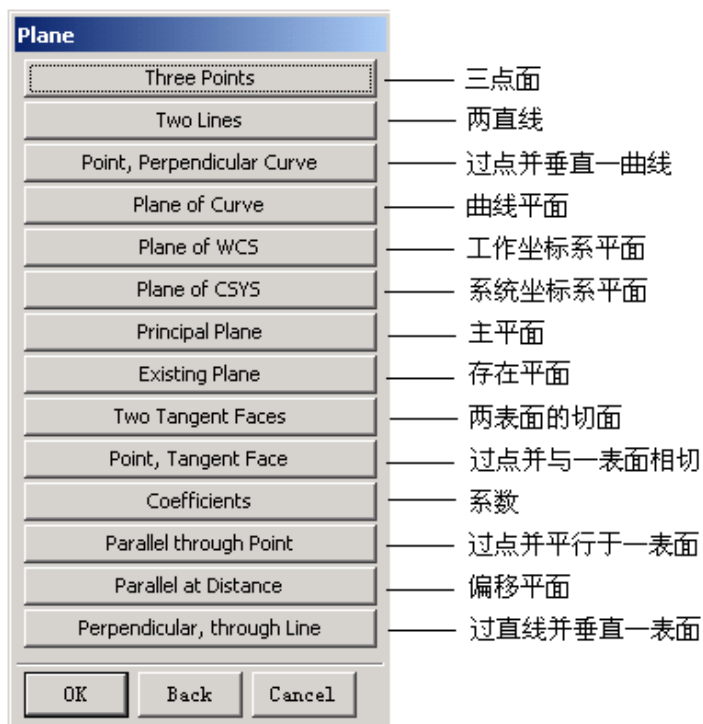 Plane
Three Points 三点面
Two Lines 两直线
Point, Perpendicular Curve 过点并垂直一曲线
Plane of Curve 曲线平面
Plane of WCS 工作坐标系平面
Plane of CSYS 系统坐标系平面
Principal Plane 主平面
Existing Plane 存在平面
Two Tangent Faces 两表面的切面
Point, Tangent Face 过点并与一表面相切
Coefficients 系数
Parallel through Point 过点并平行于一表面
Parallel at Distance 偏移平面
Perpendicular, through Line 过直线并垂直一表面
OK Back Cancel